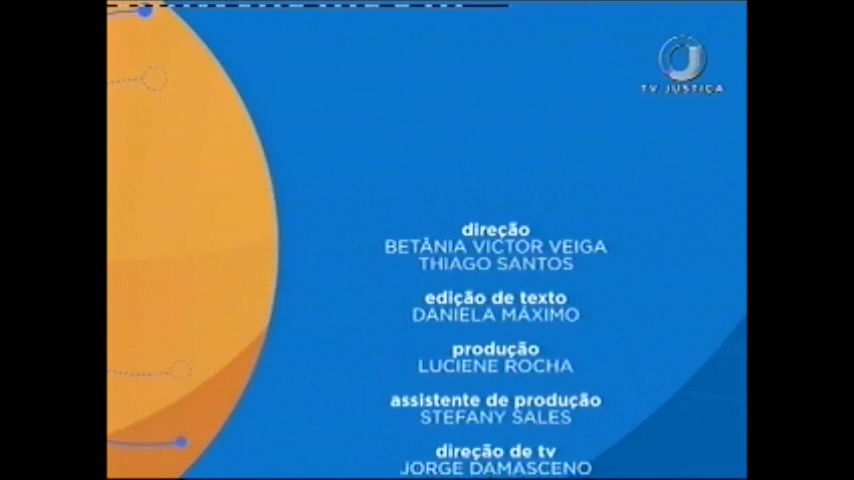 TV JUSTIÇA
direção
BETÂNIA VICTOR VEIGA
THIAGO SANTOS
edição de texto
DANIELA MÁXIMO
produção
LUCIENE ROCHA
assistente de produção
STEFANY SALES
direção de tv
JORGE DAMASCENO